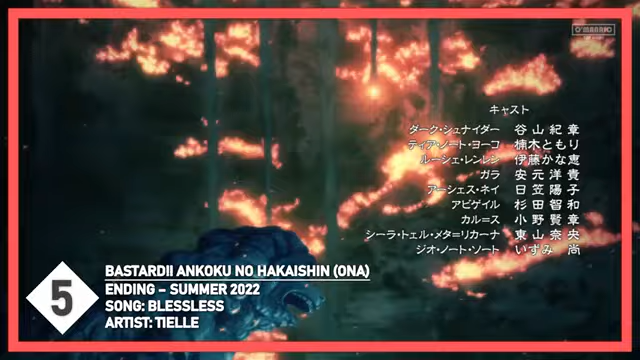 O'MANRIO
キャスト
ダーク・シュナイダー 谷山紀章
ティア・ノート・ヨーコ 楠木ともり
ルーシェ・レンレン 伊藤かな恵
ガラ 安元洋貴
アーシェス・ネイ 日笠陽子
アビゲイル 杉田智和
カル=ス 小野賢章
シーラ・トェル・メタ=リカーナ 東山奈央
ジオ・ノート・ソート いずみ 尚
5
BASTARD!! ANKOKU NO HAKAISHIN (ONA)
ENDING – SUMMER 2022
SONG: BLESSLESS
ARTIST: TIELLE